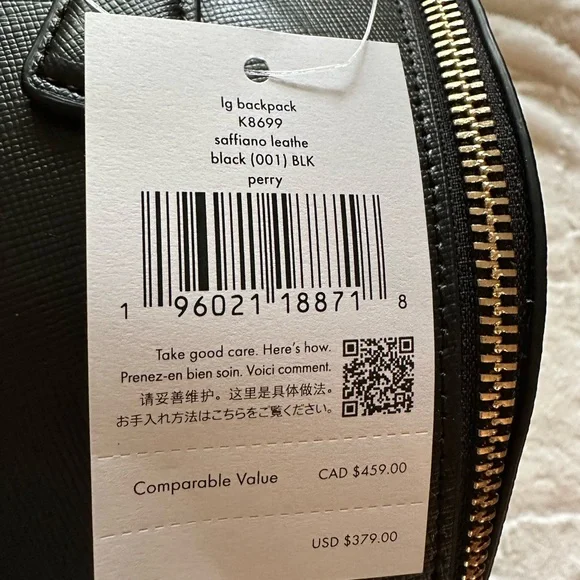 lg backpack
K8699
saffiano leathe
black (001) BLK
perry
1 96021 18871 8
Take good care. Here's how.
Prenez-en bien soin. Voici comment.
请妥善维护。这里是具体做法。
お手入れ方法はこちらをご覧ください。
Comparable Value CAD $459.00
USD $379.00